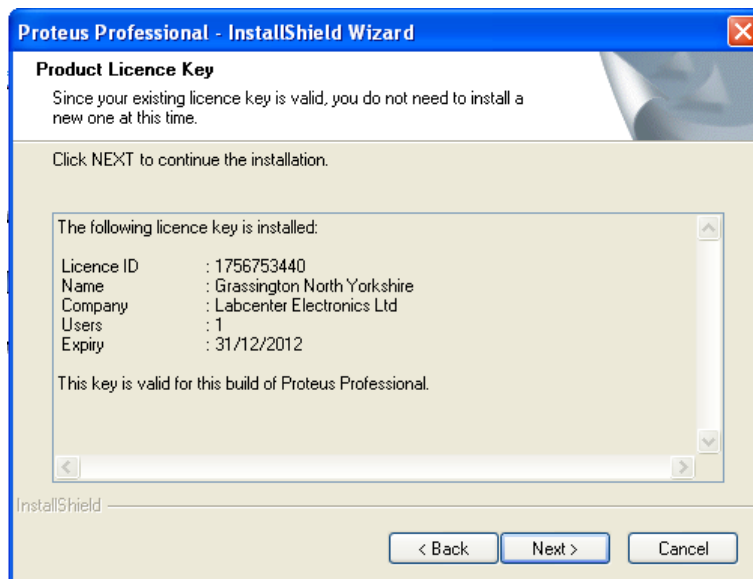 Proteus Professional - InstallShield Wizard
Product Licence Key
Since your existing licence key is valid, you do not need to install a
new one at this time.
Click NEXT to continue the installation.
The following licence key is installed:
Licence ID : 1756753440
Name : Grassington North Yorkshire
Company : Labcenter Electronics Ltd
Users : 1
Expiry : 31/12/2012
This key is valid for this build of Proteus Professional.
InstallShield
< Back Next > Cancel